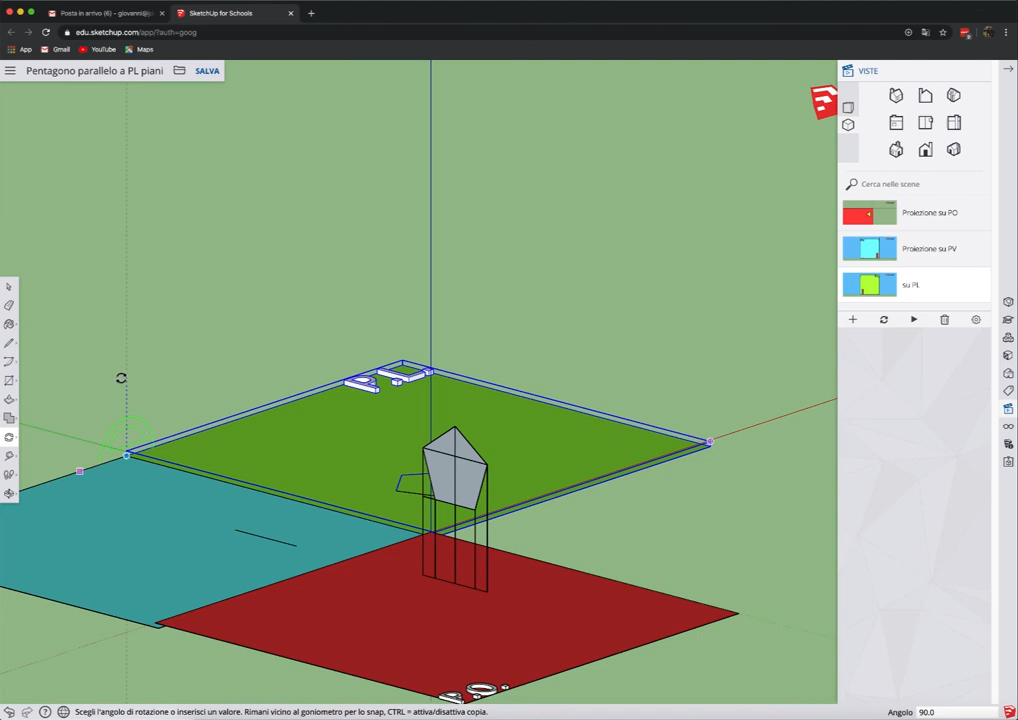 Posta in arrivo (6) - giovanni@i
SketchUp for Schools
edu.sketchup.com/app/?auth=goog
App
Gmail
YouTube
Maps
Pentagono parallelo a PL piani
SALVA
VISTE
Cerca nelle scene
Proiezione su PO
Proiezione su PV
su PL
P.L.
P.O.
Scegli l'angolo di rotazione o inserisci un valore. Rimani vicino al goniometro per lo snap, CTRL = attiva/disattiva copia.
Angolo
90.0